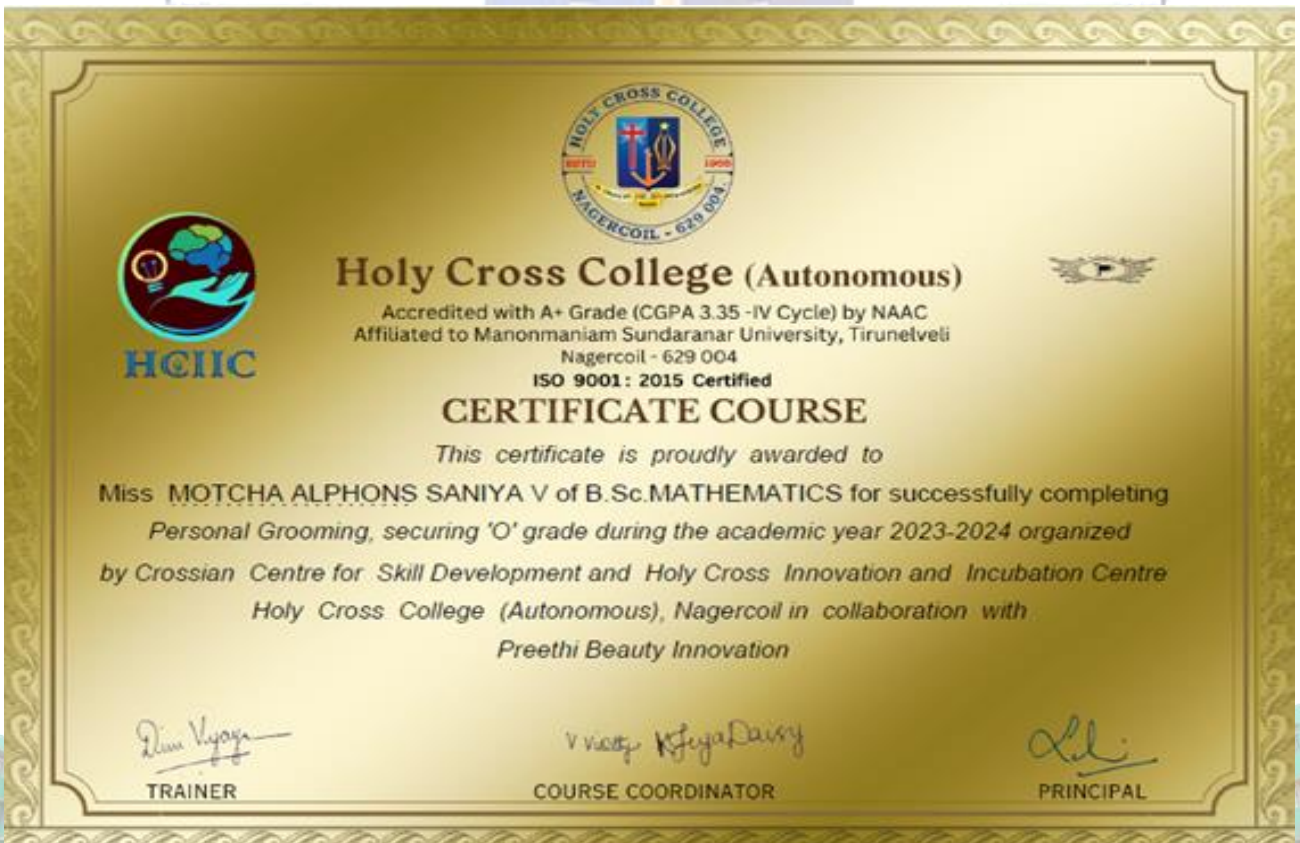 HOLY CROSS COLLEGE
ESTD 1965
NAGERCOIL - 629 004.
HCIIC
P
Holy Cross College (Autonomous)
Accredited with A+ Grade (CGPA 3.35 -IV Cycle) by NAAC
Affiliated to Manonmaniam Sundaranar University, Tirunelveli
Nagercoil - 629 004
ISO 9001: 2015 Certified
CERTIFICATE COURSE
This certificate is proudly awarded to
Miss MOTCHA ALPHONS SANIYA V of B.Sc.MATHEMATICS for successfully completing
Personal Grooming, securing 'O' grade during the academic year 2023-2024 organized
by Crossian Centre for Skill Development and Holy Cross Innovation and Incubation Centre
Holy Cross College (Autonomous), Nagercoil in collaboration with
Preethi Beauty Innovation
TRAINER COURSE COORDINATOR PRINCIPAL